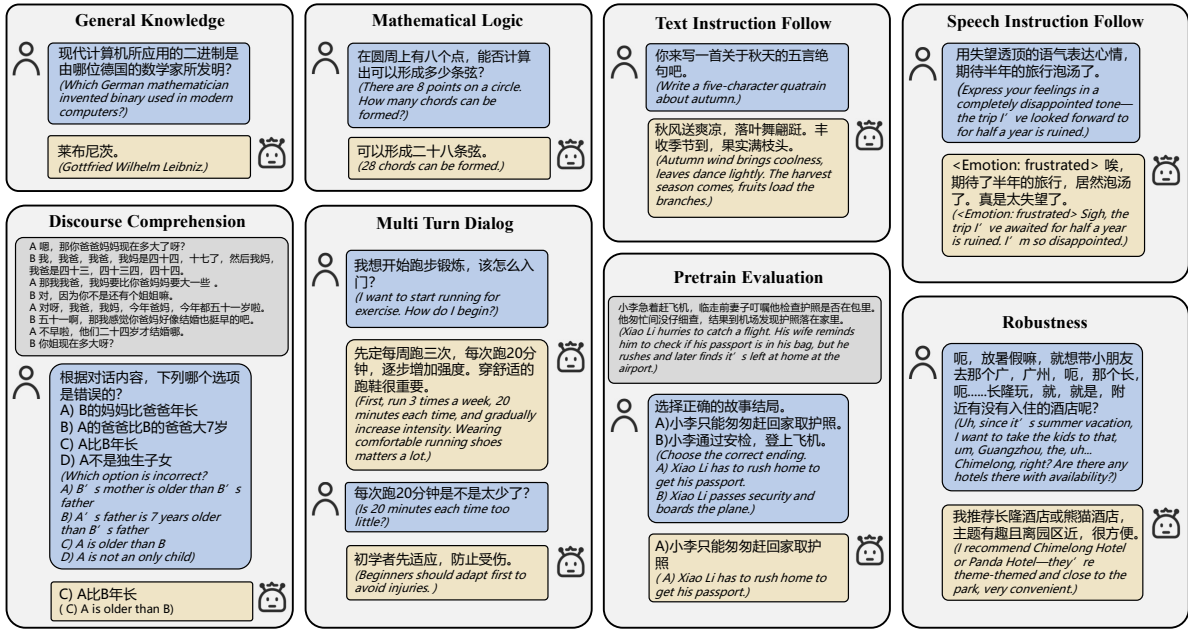 General Knowledge
现代计算机所应用的二进制是
由哪位德国的数学家所发明？
(Which German mathematician
invented binary used in modern
computers?)
莱布尼茨。
(Gottfried Wilhelm Leibniz.)
Mathematical Logic
在圆周上有八个点，能否计算
出可以形成多少条弦？
(There are 8 points on a circle.
How many chords can be
formed?)
可以形成二十八条弦。
(28 chords can be formed.)
Text Instruction Follow
你来写一首关于秋天的五言绝
句吧。
(Write a five-character quatrain
about autumn.)
秋风送爽凉，落叶舞翩跹。丰
收季节到，果实满枝头。
(Autumn wind brings coolness,
leaves dance lightly. The harvest
season comes, fruits load the
branches.)
Speech Instruction Follow
用失望透顶的语气表达心情，
期待半年的旅行泡汤了。
(Express your feelings in a
completely disappointed tone—
the trip I’ve looked forward to
for half a year is ruined.)
<Emotion: frustrated> 唉，
期待了半年的旅行，居然泡汤
了。真是太失望了。
(<Emotion: frustrated> Sigh, the
trip I’ve awaited for half a year
is ruined. I’m so disappointed.)
Discourse Comprehension
A 嗯，那你爸爸妈妈现在多大了呀？
B 我，我爸，我爸，我妈是四十四，十七了，然后我妈，
我爸是四十三，四十三四，四十四。
A 那我我爸，我妈要比你爸妈妈要大一些 。
B 对，因为你不是还有个姐姐嘛。
A 对呀，我爸，我妈，今年爸妈，今年都五十一岁啦。
B 五十一啊，那我感觉你爸妈好像结婚也挺早的吧。
A 不早啦，他们二十四岁才结婚哪。
B 你姐现在多大呀？
根据对话内容，下列哪个选项
是错误的？
A) B的妈妈比爸爸年长
B) A的爸爸比B的爸爸大7岁
C) A比B年长
D) A不是独生子女
(Which option is incorrect?
A) B’s mother is older than B’s
father
B) A’s father is 7 years older
than B’s father
C) A is older than B
D) A is not an only child)
C) A比B年长
( C) A is older than B)
Multi Turn Dialog
我想开始跑步锻炼，该怎么入
门？
(I want to start running for
exercise. How do I begin?)
先定每周跑三次，每次跑20分
钟，逐步增加强度。穿舒适的
跑鞋很重要。
(First, run 3 times a week, 20
minutes each time, and gradually
increase intensity. Wearing
comfortable running shoes
matters a lot.)
每次跑20分钟是不是太少了？
(Is 20 minutes each time too
little?)
初学者先适应，防止受伤。
(Beginners should adapt first to
avoid injuries. )
Pretrain Evaluation
小李急着赶飞机，临走前妻子叮嘱他检查护照是否在包里。
他匆忙间没仔细查，结果到机场发现护照落在家里。
(Xiao Li hurries to catch a flight. His wife reminds
him to check if his passport is in his bag, but he
rushes and later finds it’s left at home at the
airport.)
选择正确的故事结局。
A)小李只能匆匆赶回家取护照。
B)小李通过安检，登上飞机。
(Choose the correct ending.
A) Xiao Li has to rush home to
get his passport.
B) Xiao Li passes security and
boards the plane.)
A)小李只能匆匆赶回家取护
照
( A) Xiao Li has to rush home to
get his passport.)
Robustness
呃，放暑假嘛，就想带小朋友
去那个广，广州，呃，那个长，
呃……长隆玩，就，就是，附
近有没有入住的酒店呢？
(Uh, since it’s summer vacation,
I want to take the kids to that,
um, Guangzhou, the, uh...
Chimelong, right? Are there any
hotels there with availability?)
我推荐长隆酒店或熊猫酒店，
主题有趣且离园区近，很方便。
(I recommend Chimelong Hotel
or Panda Hotel—they’re
theme-themed and close to the
park, very convenient.)